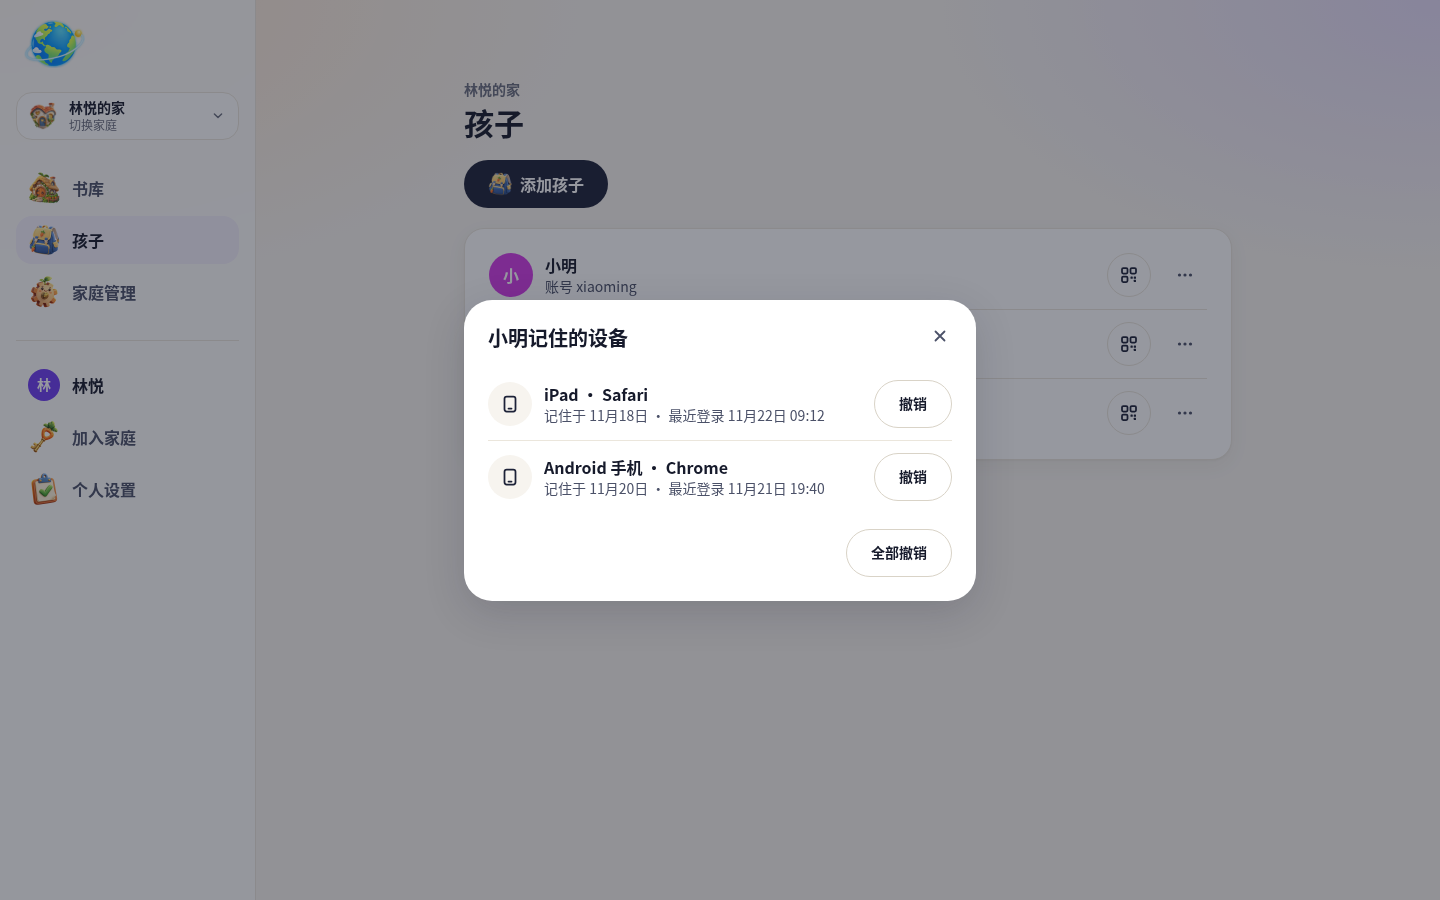 林悦的家
切换家庭
书库
孩子
家庭管理
林
林悦
加入家庭
个人设置
林悦的家
孩子
添加孩子
小
小明
账号 xiaoming
小明记住的设备
iPad · Safari
记住于 11月18日 · 最近登录 11月22日 09:12
撤销
Android 手机 · Chrome
记住于 11月20日 · 最近登录 11月21日 19:40
撤销
全部撤销